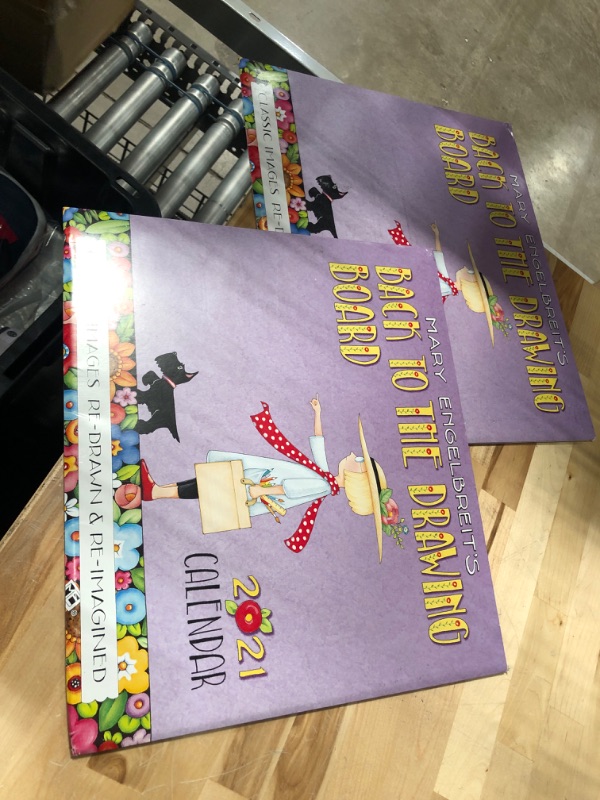 MARY ENGELBREIT'S
BACK TO THE DRAWING
BOARD
2021
CALENDAR
IMAGES RE-DRAWN & RE-IMAGINED
MARY ENGELBREIT'S
BACK TO THE DRAWING
BOARD
CLASSIC IMAGES RE-